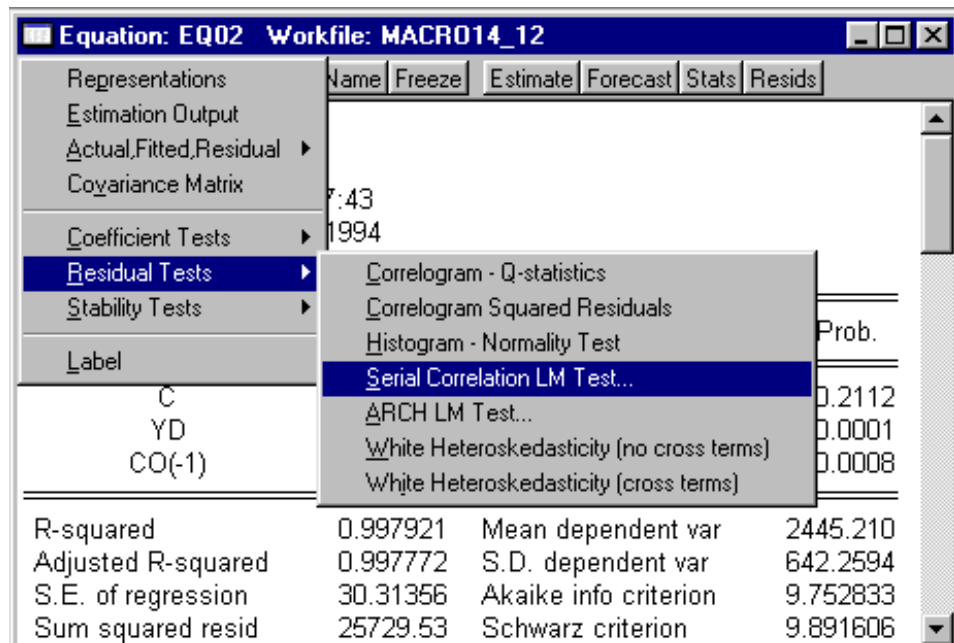 Equation: EQ02 Workfile: MACRO14_12
Name Freeze Estimate Forecast Stats Resids
Representations
Estimation Output
Actual,Fitted,Residual
Covariance Matrix
Coefficient Tests
Residual Tests
Stability Tests
Label
:43
1994
Correlogram - Q-statistics
Correlogram Squared Residuals
Histogram - Normality Test
Serial Correlation LM Test...
ARCH LM Test...
White Heteroskedasticity (no cross terms)
White Heteroskedasticity (cross terms)
Prob.
C .2112
YD .0001
CO(-1) .0008
R-squared 0.997921 Mean dependent var 2445.210
Adjusted R-squared 0.997772 S.D. dependent var 642.2594
S.E. of regression 30.31356 Akaike info criterion 9.752833
Sum squared resid 25729.53 Schwarz criterion 9.891606